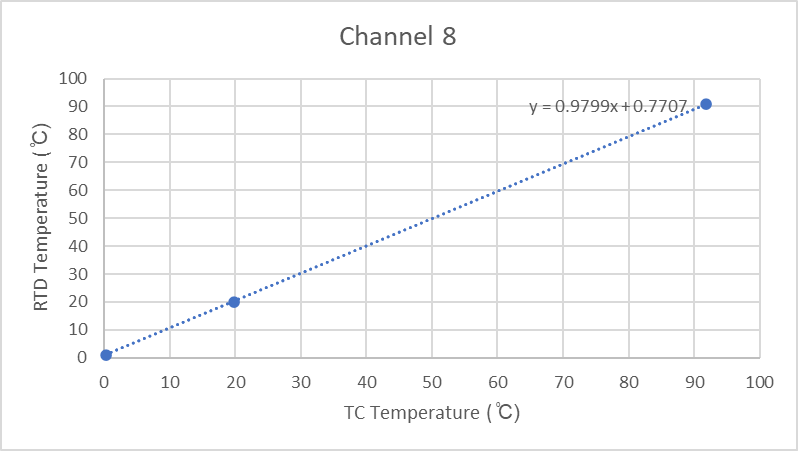 Channel 8
y = 0.9799x + 0.7707
RTD Temperature (℃)
100
90
80
70
60
50
40
30
20
10
0
0 10 20 30 40 50 60 70 80 90 100
TC Temperature (℃)